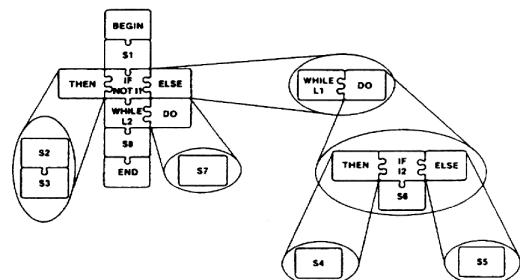 BEGIN
S1
THEN
IF
NOT I1
ELSE
WHILE
L2
DO
S8
END
S2
S3
S7
WHILE
L1
DO
THEN
IF
I2
ELSE
S6
S4
S5